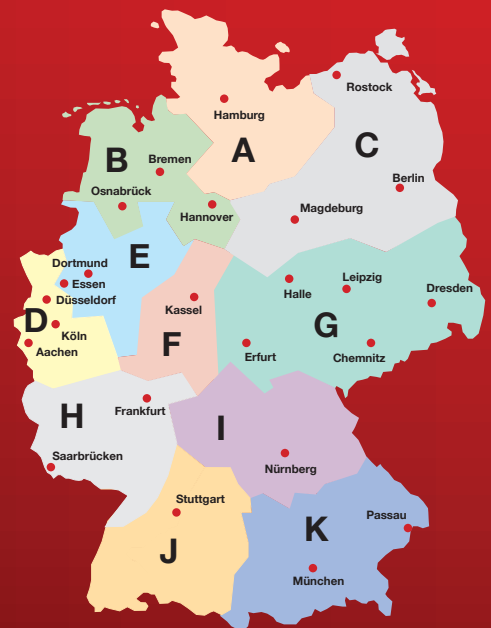 Rostock
Hamburg
A
C
B
Bremen
Berlin
Osnabrück
Magdeburg
Hannover
E
Dortmund
Essen
Leipzig
Halle
Dresden
Düsseldorf
Kassel
D
G
Köln
F
Aachen
Erfurt
Chemnitz
Frankfurt
H
I
Saarbrücken
Nürnberg
Stuttgart
Passau
K
J
München